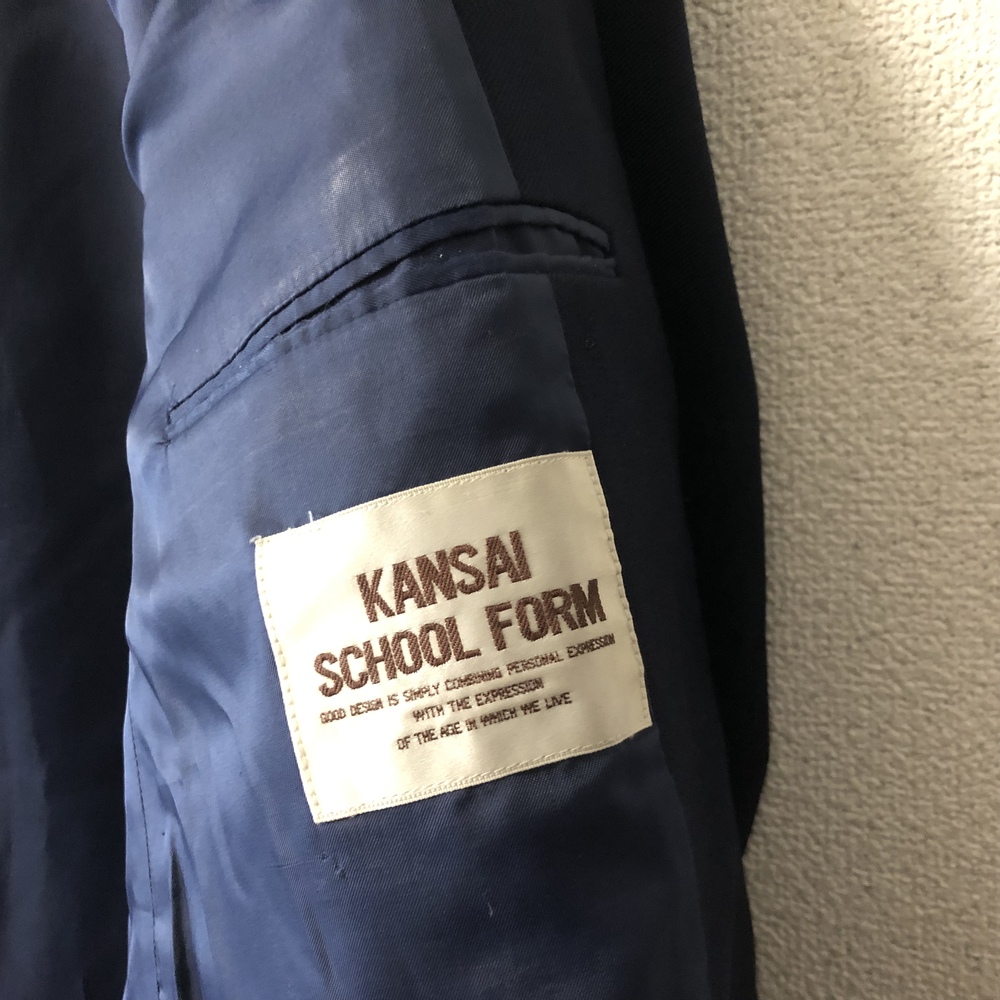 KANSAI
SCHOOL FORM
GOOD DESIGN IS SIMPLY COMBINING PERSONAL EXPRESSION
WITH THE EXPRESSION
OF THE AGE IN WHICH WE LIVE